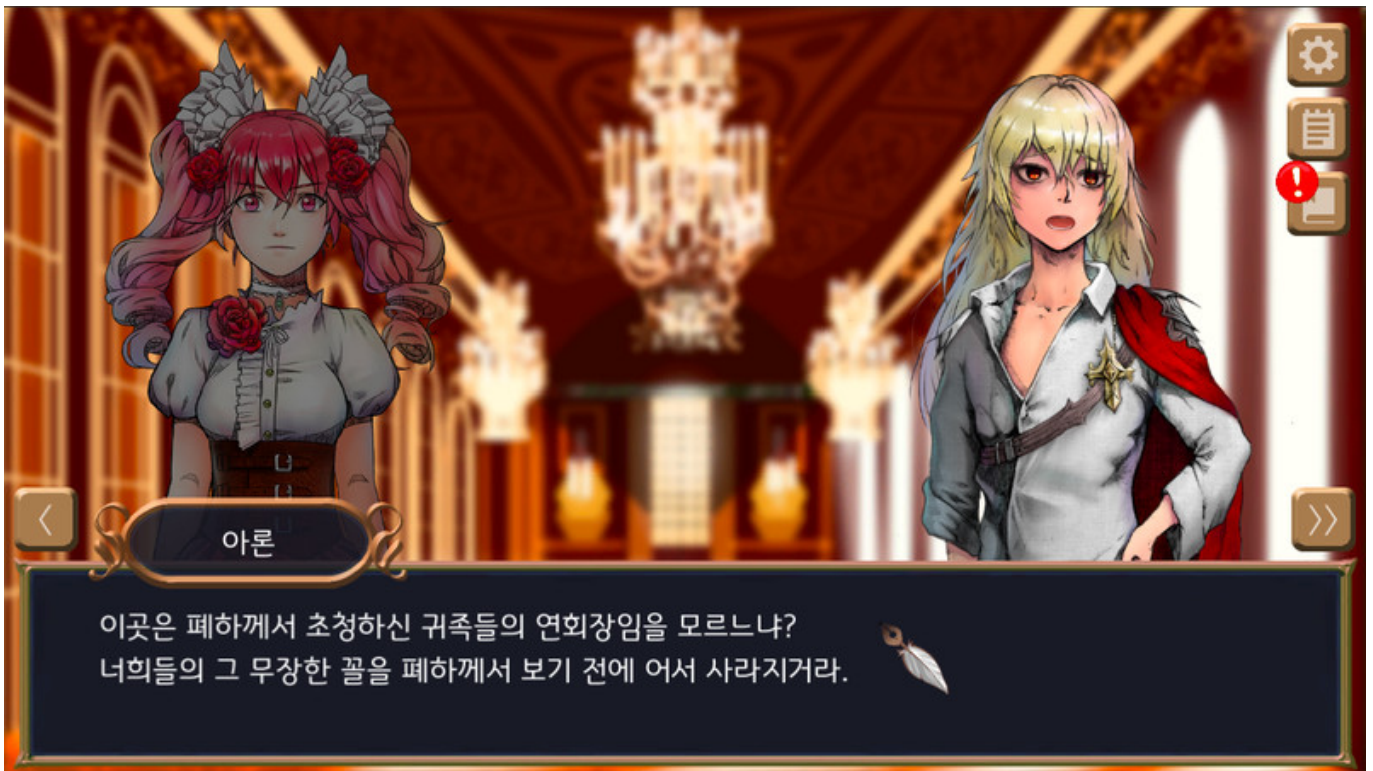 아론
이곳은 폐하께서 초청하신 귀족들의 연회장임을 모르느냐?
너희들의 그 무장한 꼴을 폐하께서 보기 전에 어서 사라지거라.